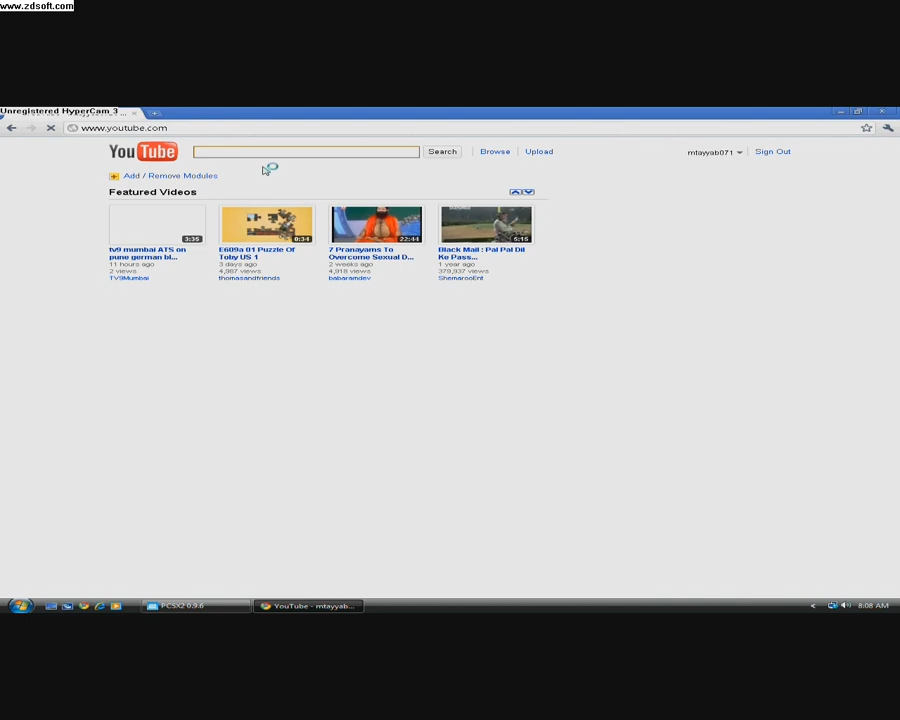 www.zdsoft.com
Unregistered HyperCam 3
www.youtube.com
YouTube
Search
Browse
Upload
mtayyab071
Sign Out
Add / Remove Modules
Featured Videos
3:35
0:34
22:44
5:15
tv9 mumbai ATS on
pune german bl...
11 hours ago
2 views
TV9Mumbai
E609a 01 Puzzle Of
Toby US 1
3 days ago
4,987 views
thomasandfriends
7 Pranayams To
Overcome Sexual D...
2 weeks ago
4,918 views
babaramdev
Black Mail : Pal Pal Dil
Ke Pass...
1 year ago
379,937 views
ShemarooEnt
PCSX2 0.9.6
YouTube - mtayyab...
8:08 AM